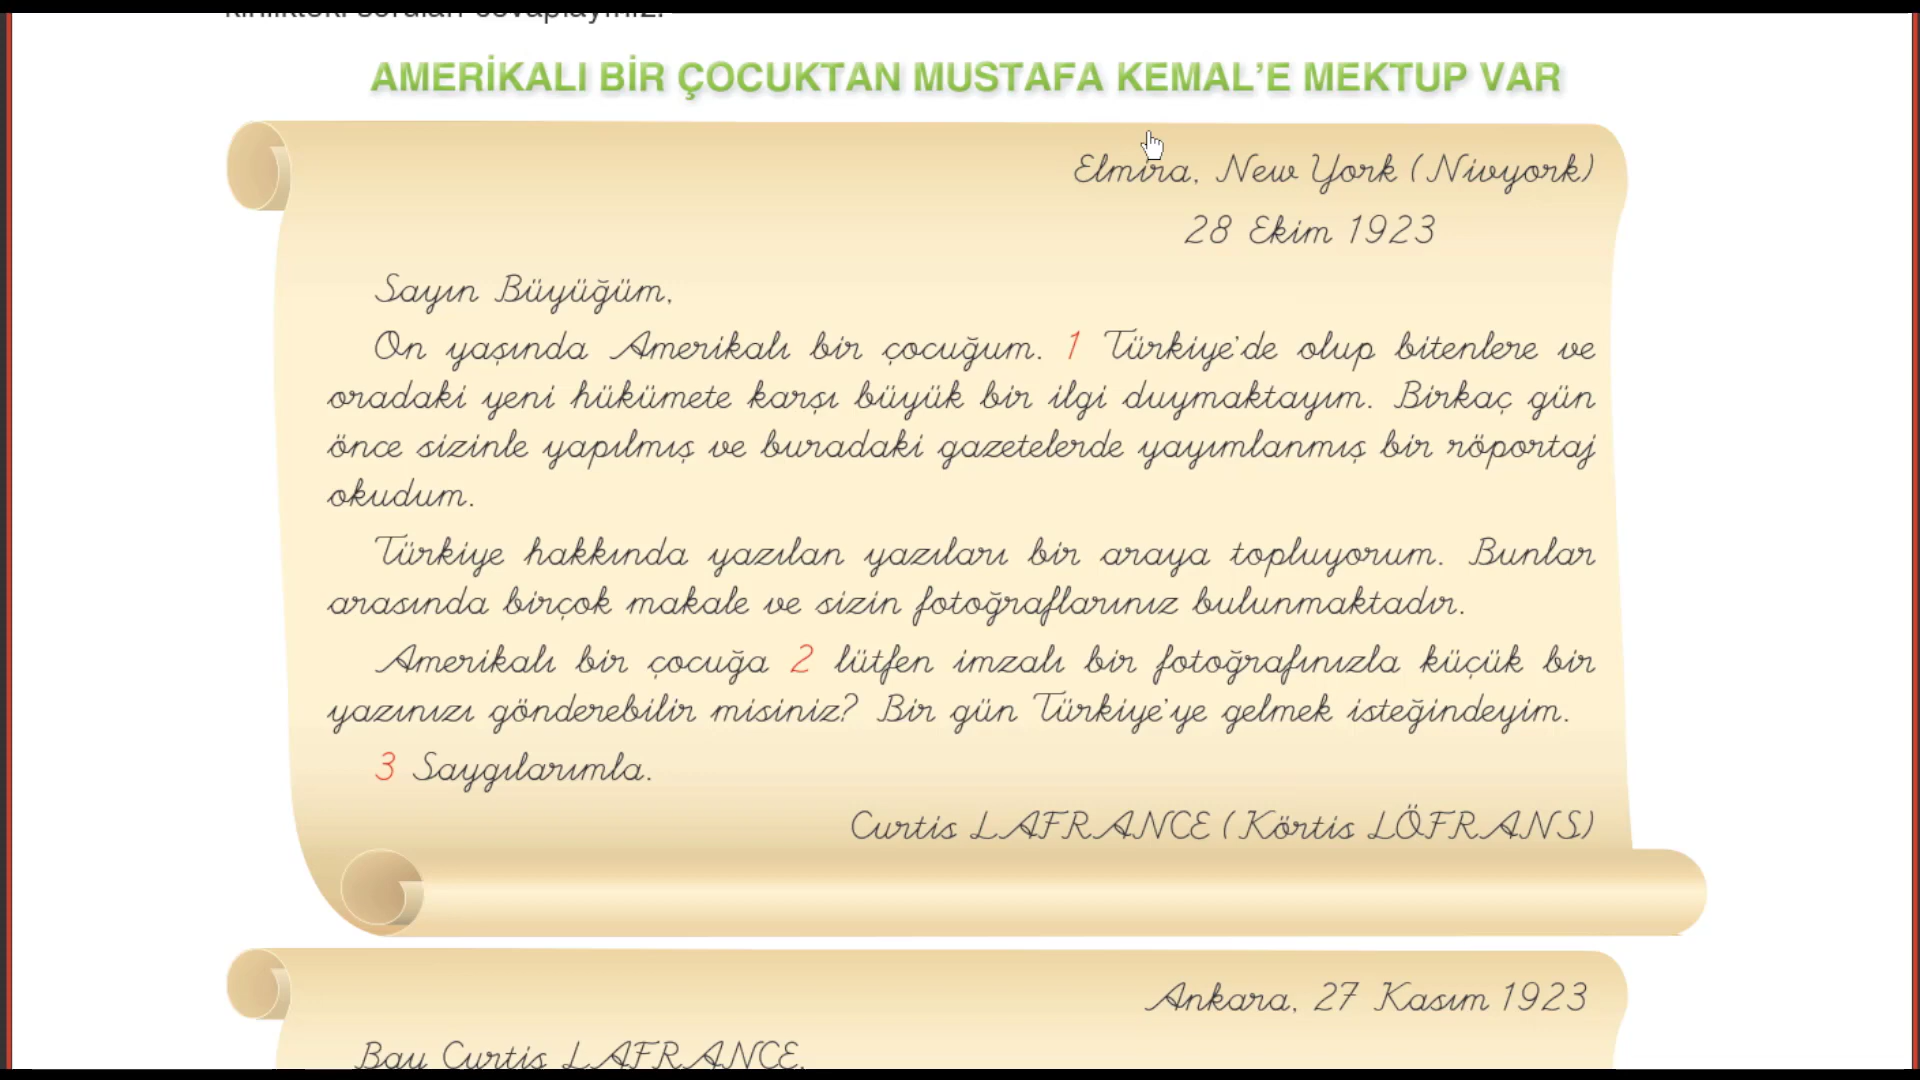 AMERİKALI BİR ÇOCUKTAN MUSTAFA KEMAL’E MEKTUP VAR
Elmira, New York (Nivyork)
28 Ekim 1923
Sayın Büyüğüm,
On yaşında Amerikalı bir çocuğum. 1 Türkiye’de olup bitenlere ve
oradaki yeni hükümete karşı büyük bir ilgi duymaktayım. Birkaç gün
önce sizinle yapılmış ve buradaki gazetelerde yayımlanmış bir röportaj
okudum.
Türkiye hakkında yazılan yazıları bir araya topluyorum. Bunlar
arasında birçok makale ve sizin fotoğraflarınız bulunmaktadır.
Amerikalı bir çocuğa 2 lütfen imzalı bir fotoğrafınızla küçük bir
yazınızı gönderebilir misiniz? Bir gün Türkiye’ye gelmek isteğindeyim.
3 Saygılarımla.
Curtis LAFRANCE (Körtis LÖFRANS)
Ankara, 27 Kasım 1923
Bay Curtis LAFRANCE,